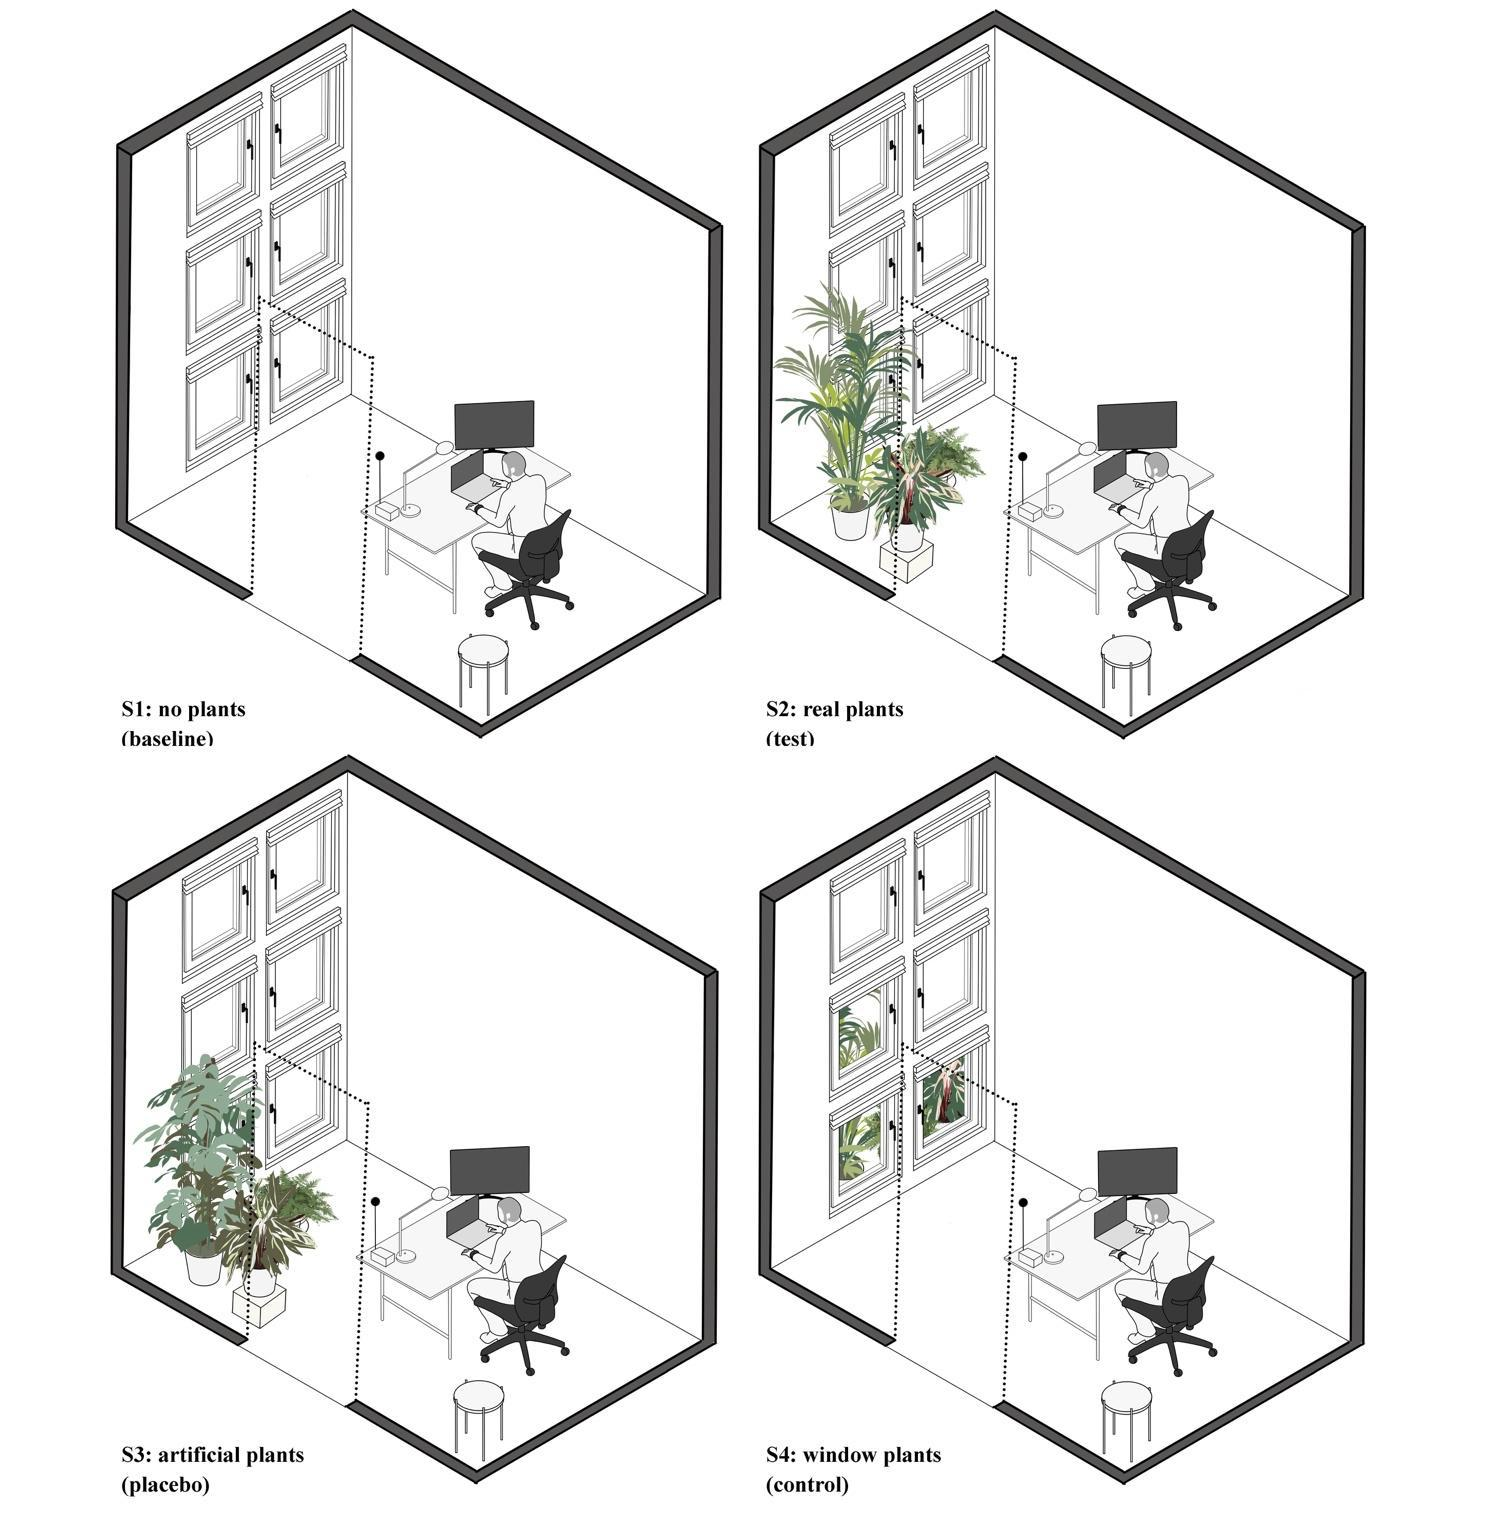 S1: no plants
(baseline)
S2: real plants
(test)
S3: artificial plants
(placebo)
S4: window plants
(control)